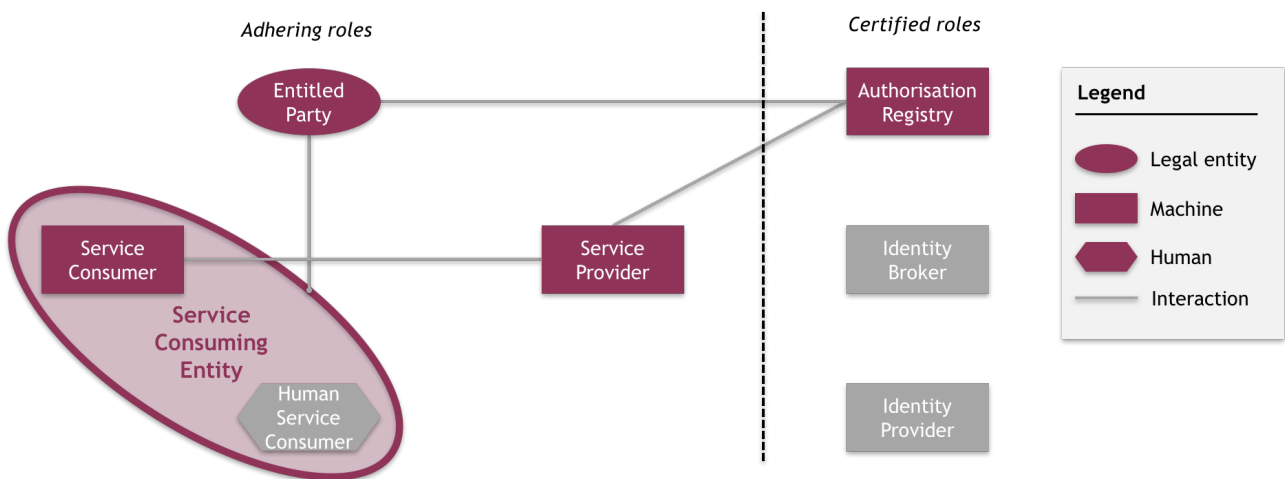 Adhering roles
Certified roles
Entitled
Party
Authorisation
Registry
Legend
Legal entity
Machine
Human
Interaction
Service
Consumer
Service
Provider
Identity
Broker
Service
Consuming
Entity
Human
Service
Consumer
Identity
Provider